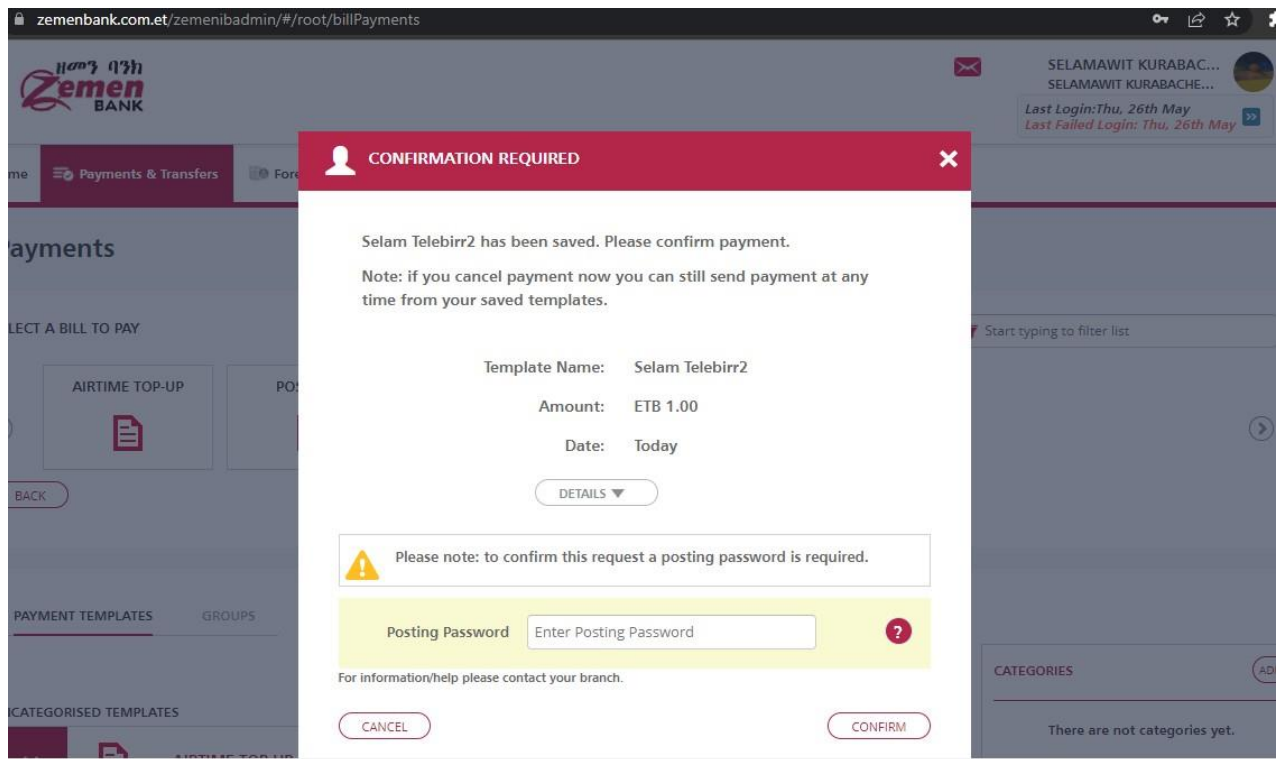 zemenbank.com.et/zemenibadmin/#/root/billPayments
ዘመን ባንክ
Zemen
BANK
SELAMAWIT KURABAC...
SELAMAWIT KURABACHE...
Last Login:Thu, 26th May
Last Failed Login: Thu, 26th May
me
Payments & Transfers
Fore
CONFIRMATION REQUIRED
ayments
Selam Telebirr2 has been saved. Please confirm payment.
Note: if you cancel payment now you can still send payment at any
time from your saved templates.
LECT A BILL TO PAY
Start typing to filter list
AIRTIME TOP-UP
POS
Template Name: Selam Telebirr2
Amount: ETB 1.00
Date: Today
DETAILS
BACK
Please note: to confirm this request a posting password is required.
PAYMENT TEMPLATES
GROUPS
Posting Password Enter Posting Password ?
For information/help please contact your branch.
CATEGORIES
AD
CANCEL
CONFIRM
NCATEGORISED TEMPLATES
There are not categories yet.